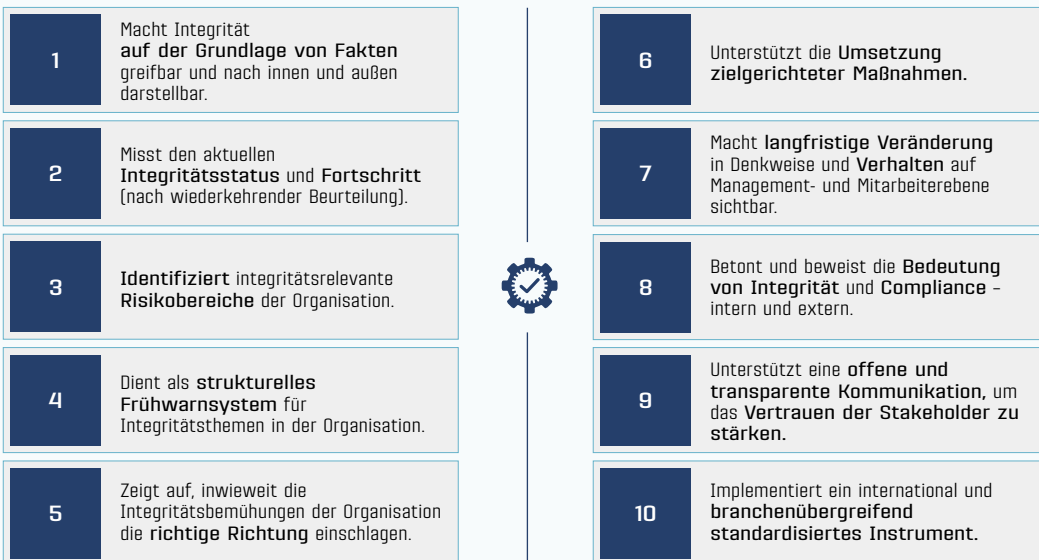 1
Macht Integrität
auf der Grundlage von Fakten
greifbar und nach innen und außen
darstellbar.
2
Misst den aktuellen
Integritätsstatus und Fortschritt
(nach wiederkehrender Beurteilung).
3
Identifiziert integritätsrelevante
Risikobereiche der Organisation.
4
Dient als strukturelles
Frühwarnsystem für
Integritätsthemen in der Organisation.
5
Zeigt auf, inwieweit die
Integritätsbemühungen der Organisation
die richtige Richtung einschlagen.
6
Unterstützt die Umsetzung
zielgerichteter Maßnahmen.
7
Macht langfristige Veränderung
in Denkweise und Verhalten auf
Management- und Mitarbeiterebene
sichtbar.
8
Betont und beweist die Bedeutung
von Integrität und Compliance –
intern und extern.
9
Unterstützt eine offene und
transparente Kommunikation, um
das Vertrauen der Stakeholder zu
stärken.
10
Implementiert ein international und
branchenübergreifend
standardisiertes Instrument.